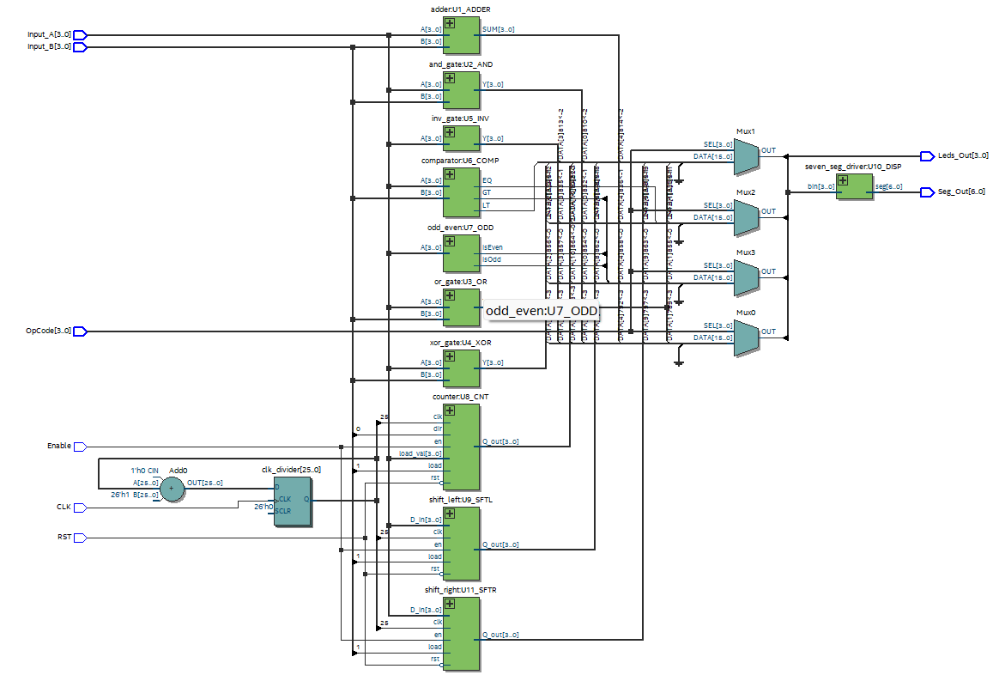 adder:U1_ADDER
Input_A[3..0]
A[3..0]
SUM[3..0]
Input_B[3..0]
B[3..0]
and_gate:U2_AND
A[3..0]
Y[3..0]
B[3..0]
inv_gate:U5_INV
A[3..0]
Y[3..0]
comparator:U6_COMP
A[3..0]
EQ
B[3..0]
GT
LT
odd_even:U7_ODD
A[3..0]
IsEven
IsOdd
or_gate:U3_OR
A[3..0]
B[3..0]
odd_even:U7_ODD
OpCode[3..0]
xor_gate:U4_XOR
A[3..0]
Y[3..0]
B[3..0]
counter:U8_CNT
25
clk
0
dir
Enable
en
Q_out[3..0]
load_val[3..0]
1
load
rst
1'h0 CIN
Add0
A[25..0]
OUT[25..0]
26'h1
B[25..0]
+
clk_divider[25..0]
D
CLK
Q
26'h0
SCLR
CLK
RST
shift_left:U9_SFTL
D_in[3..0]
25
clk
en
Q_out[3..0]
1
load
rst
shift_right:U11_SFTR
D_in[3..0]
25
clk
en
Q_out[3..0]
1
load
rst
Mux1
SEL[3..0]
DATA[15..0]
OUT
Mux2
SEL[3..0]
DATA[15..0]
OUT
Mux3
SEL[3..0]
DATA[15..0]
OUT
Mux0
SEL[3..0]
DATA[15..0]
OUT
Leds_Out[3..0]
seven_seg_driver:U10_DISP
bin[3..0]
seg[6..0]
Seg_Out[6..0]